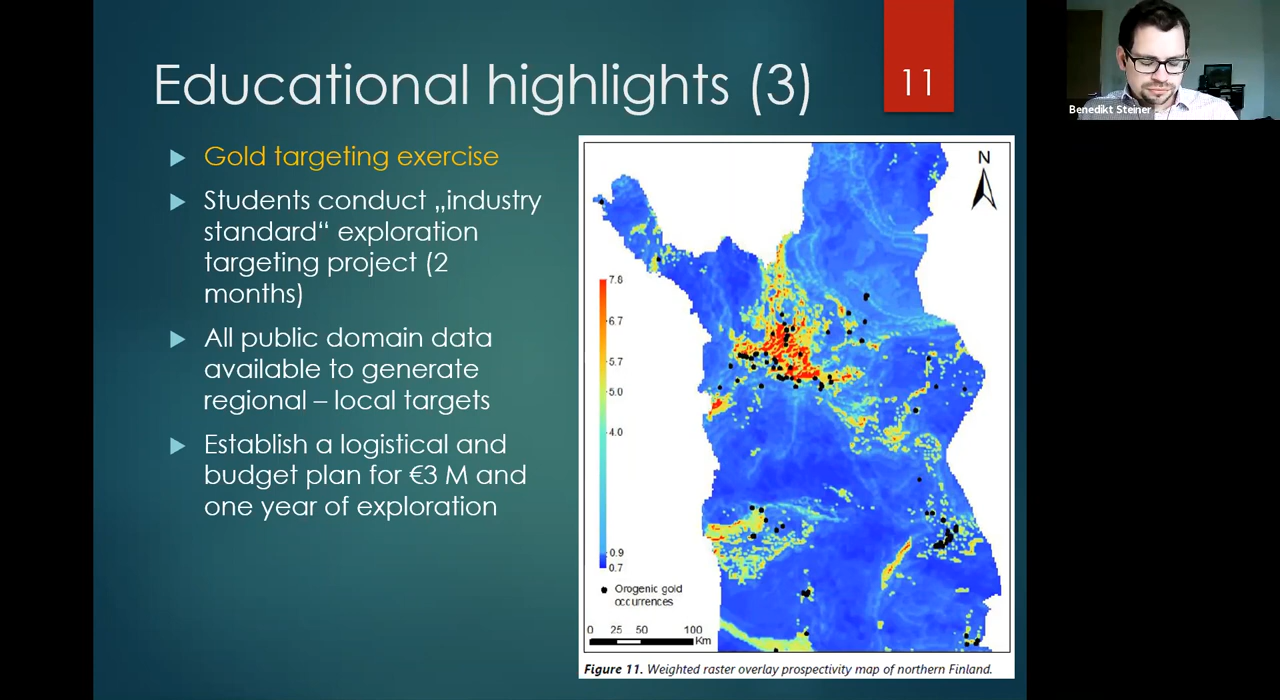 Educational highlights (3)
11
Benedikt Steiner
Gold targeting exercise
Students conduct „industry
standard“ exploration
targeting project (2
months)
All public domain data
available to generate
regional – local targets
Establish a logistical and
budget plan for €3 M and
one year of exploration
N
7.8
6.7
5.7
5.0
4.0
0.9
0.7
Orogenic gold
occurrences
0 25 50 100
Km
Figure 11. Weighted raster overlay prospectivity map of northern Finland.